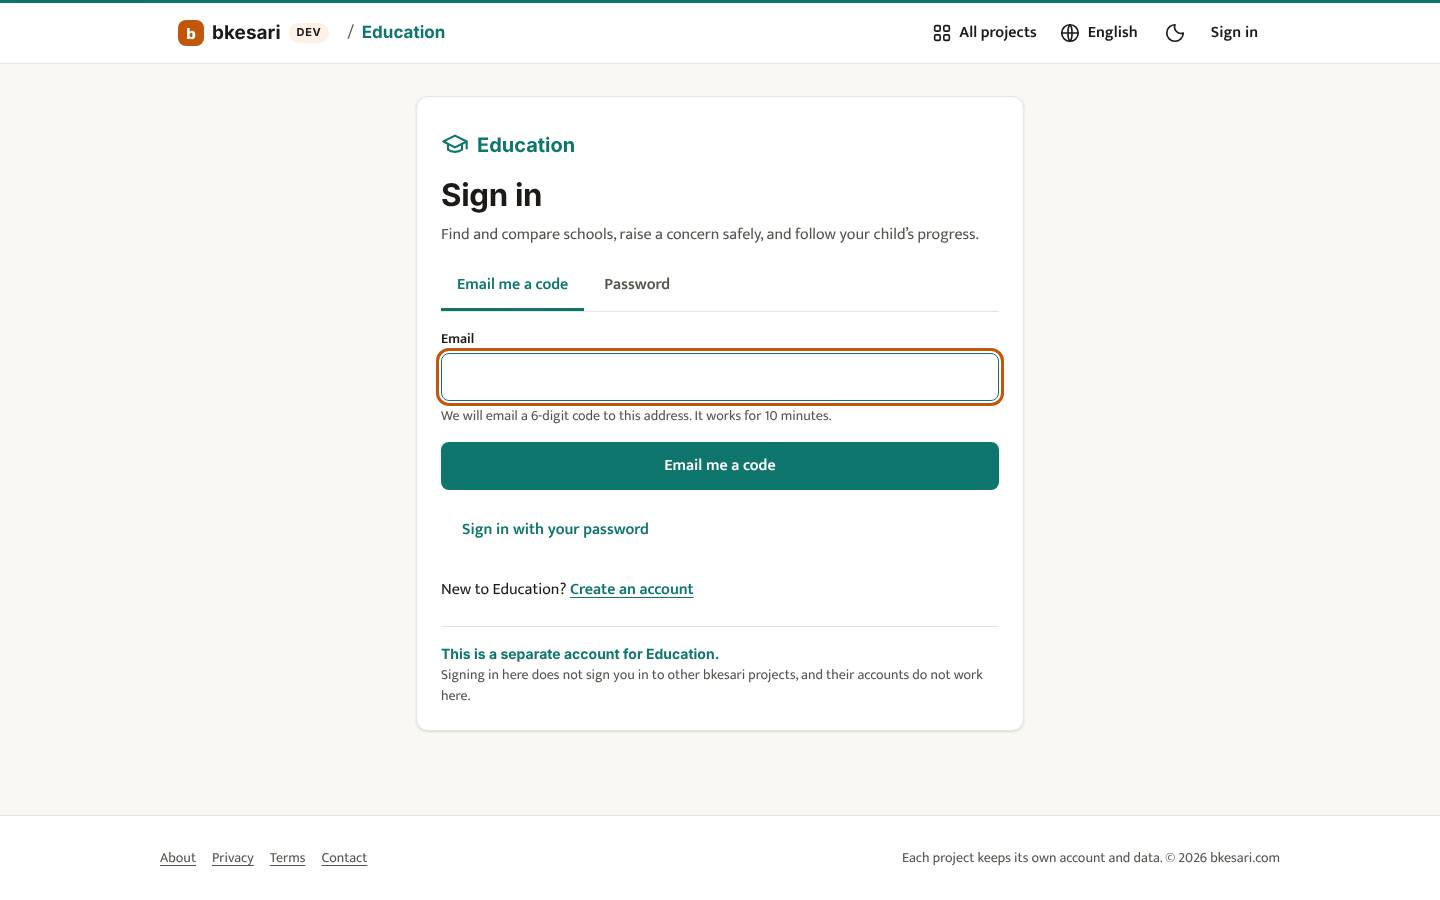 b bkesari DEV / Education
All projects English Sign in
Education
Sign in
Find and compare schools, raise a concern safely, and follow your child’s progress.
Email me a code Password
Email
We will email a 6-digit code to this address. It works for 10 minutes.
Email me a code
Sign in with your password
New to Education? Create an account
This is a separate account for Education.
Signing in here does not sign you in to other bkesari projects, and their accounts do not work
here.
About Privacy Terms Contact
Each project keeps its own account and data. © 2026 bkesari.com